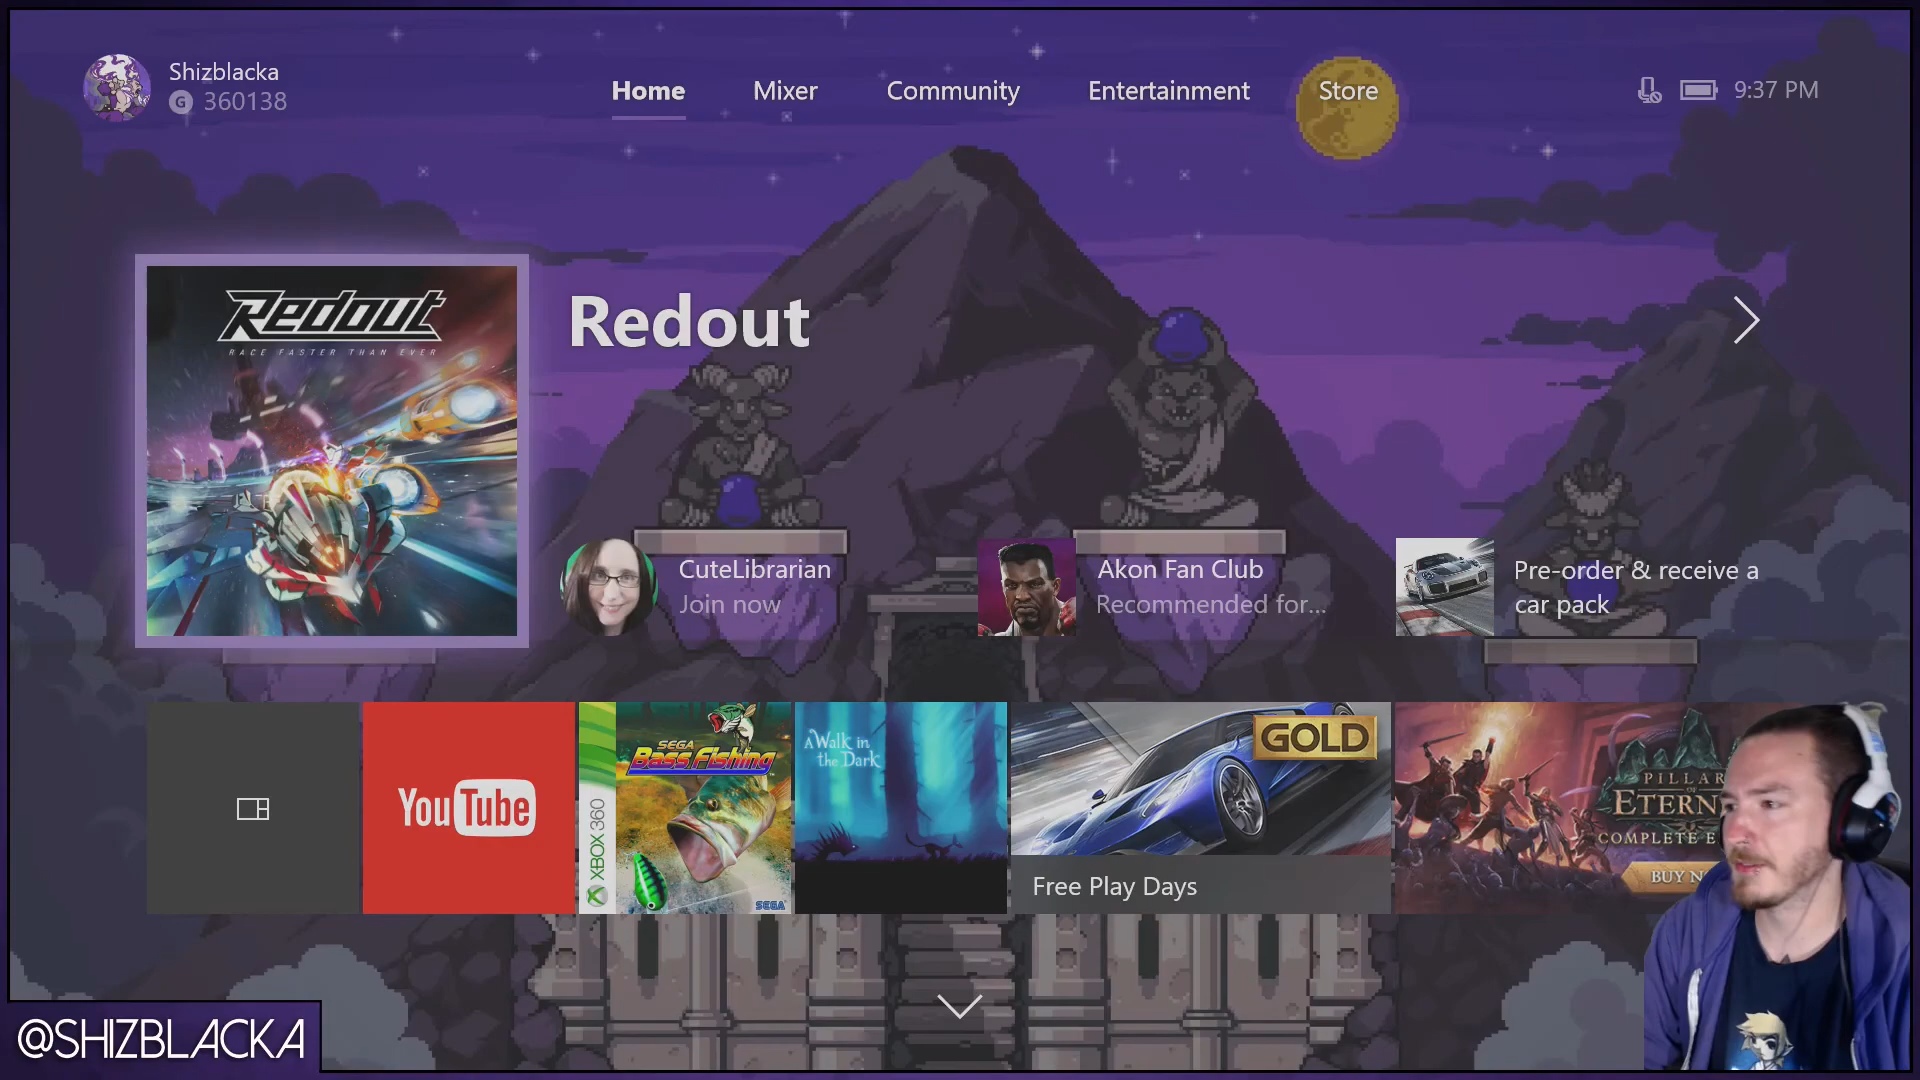 Shizblacka
G 360138
Home
Mixer
Community
Entertainment
Store
9:37 PM
Redout
RACE FASTER THAN EVER
Redout
CuteLibrarian
Join now
Akon Fan Club
Recommended for...
Pre-order & receive a
car pack
YouTube
XBOX 360
SEGA
Bass Fishing
SEGA
A Walk in
the Dark
GOLD
Free Play Days
PILLAR
OF
ETERN
COMPLETE E
BUY N
@SHIZBLACKA